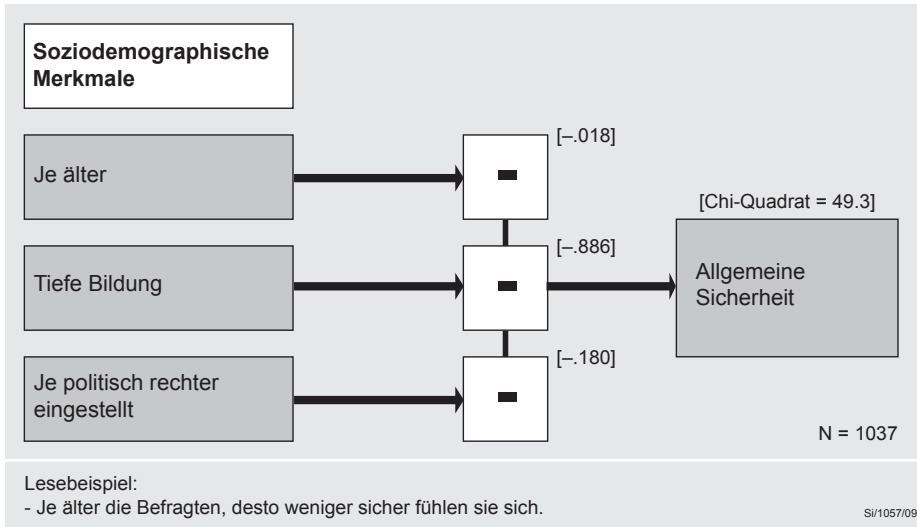 Soziodemographische
Merkmale
[–.018]
Je älter
-
[Chi-Quadrat = 49.3]
[–.886]
Tiefe Bildung
-
Allgemeine
Sicherheit
[–.180]
Je politisch rechter
eingestellt
-
N = 1037
Lesebeispiel:
- Je älter die Befragten, desto weniger sicher fühlen sie sich.
Si/1057/09